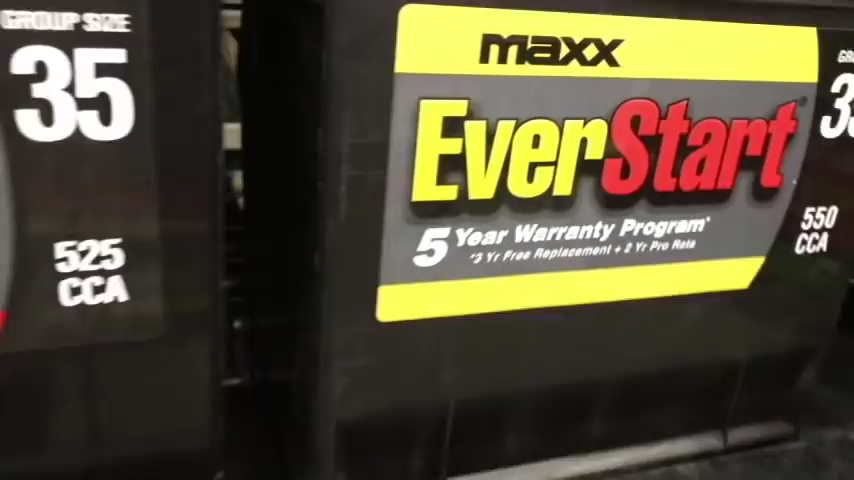 GROUP SIZE
35
525
CCA
maxx
EverStart
5 Year Warranty Program*
*3 Yr Free Replacement + 2 Yr Pro Rata
550
CCA